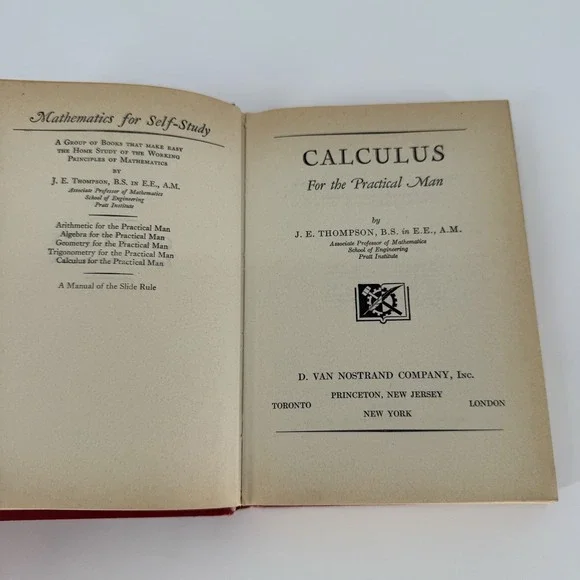 Mathematics for Self-Study
A Group of Books that make easy
the Home Study of the Working
Principles of Mathematics
BY
J. E. Thompson, B.S. in E.E., A.M.
Associate Professor of Mathematics
School of Engineering
Pratt Institute
Arithmetic for the Practical Man
Algebra for the Practical Man
Geometry for the Practical Man
Trigonometry for the Practical Man
Calculus for the Practical Man
A Manual of the Slide Rule
CALCULUS
For the Practical Man
by
J. E. THOMPSON, B.S. in E.E., A.M.
Associate Professor of Mathematics
School of Engineering
Pratt Institute
D. VAN NOSTRAND COMPANY, Inc.
PRINCETON, NEW JERSEY
TORONTO LONDON
NEW YORK